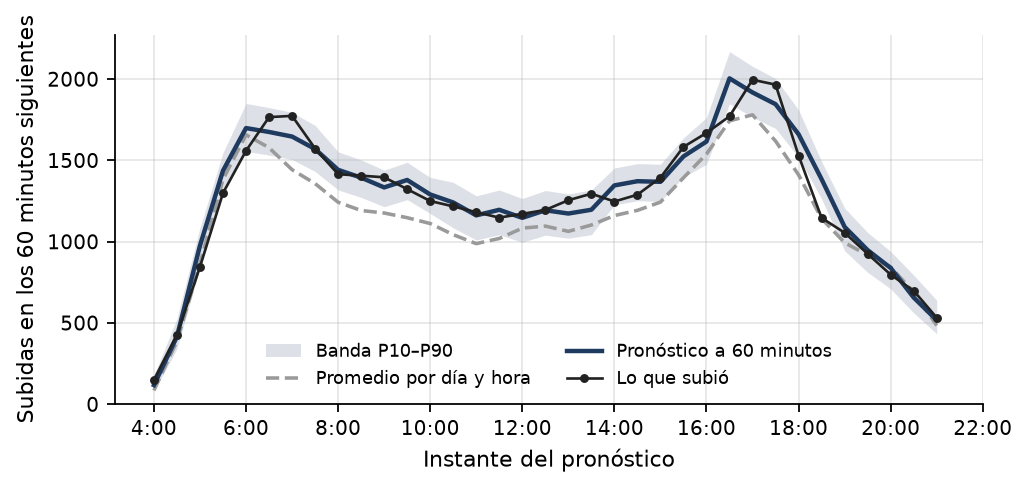 Subidas en los 60 minutos siguientes
2000
1500
1000
500
0
Banda P10–P90
Promedio por día y hora
Pronóstico a 60 minutos
Lo que subió
4:00 6:00 8:00 10:00 12:00 14:00 16:00 18:00 20:00 22:00
Instante del pronóstico